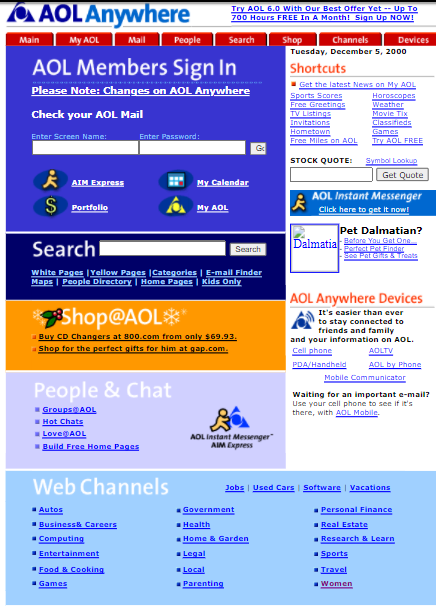 AOL Anywhere
Try AOL 6.0 With Our Best Offer Yet -- Up To
700 Hours FREE In A Month!  Sign Up NOW!
Main My AOL Mail People Search Shop Channels Devices
AOL Members Sign In
Please Note: Changes on AOL Anywhere
Check your AOL Mail
Enter Screen Name: Enter Password:
Go
AIM Express My Calendar
Portfolio My AOL
Tuesday, December 5, 2000
Shortcuts
Get the latest News on My AOL
Sports Scores Horoscopes
Free Greetings Weather
TV Listings Movie Tix
Invitations Classifieds
Hometown Games
Free Miles on AOL Try AOL FREE
STOCK QUOTE: Symbol Lookup
Get Quote
AOL Instant Messenger
Click here to get it now!
Search Search
White Pages |Yellow Pages |Categories | E-mail Finder
Maps | People Directory | Home Pages | Kids Only
Dalmatia
Pet Dalmatian?
- Before You Get One...
- Perfect Pet Finder
- See Pet Gifts & Treats
Shop@AOL
Buy CD Changers at 800.com from only $69.93.
Shop for the perfect gifts for him at gap.com.
AOL Anywhere Devices
It's easier than ever
to stay connected to
friends and family
and your information on AOL.
Cell phone AOLTV
PDA/Handheld AOL by Phone
Mobile Communicator
Waiting for an important e-mail?
Use your cell phone to see if it's
there, with AOL Mobile.
People & Chat
Groups@AOL
Hot Chats
Love@AOL
Build Free Home Pages
AOL Instant Messenger
AIM Express
Web Channels
Jobs | Used Cars | Software | Vacations
Autos Government Personal Finance
Business& Careers Health Real Estate
Computing Home & Garden Research & Learn
Entertainment Legal Sports
Food & Cooking Local Travel
Games Parenting Women